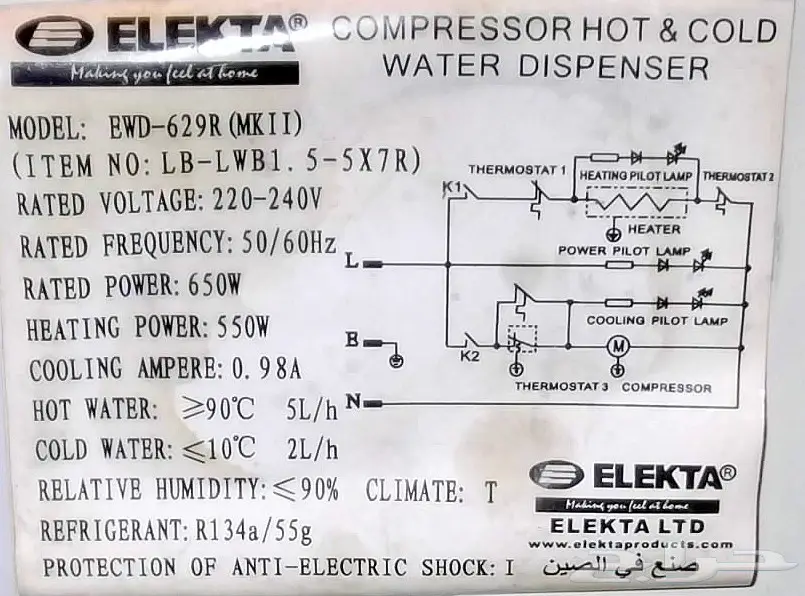 ELEKTA®
Making you feel at home
COMPRESSOR HOT & COLD
WATER DISPENSER
MODEL: EWD-629R(MKII)
(ITEM NO: LB-LWB1.5-5X7R)
RATED VOLTAGE: 220-240V
RATED FREQUENCY: 50/60Hz
RATED POWER: 650W
HEATING POWER: 550W
COOLING AMPERE: 0.98A
HOT WATER: ≥90℃ 5L/h
COLD WATER: ≤10℃ 2L/h
RELATIVE HUMIDITY: ≤90% CLIMATE: T
REFRIGERANT: R134a/55g
PROTECTION OF ANTI-ELECTRIC SHOCK: I
K1
THERMOSTAT 1
HEATING PILOT LAMP
THERMOSTAT 2
HEATER
L
POWER PILOT LAMP
COOLING PILOT LAMP
E
K2
M
THERMOSTAT 3 COMPRESSOR
N
ELEKTA®
Making you feel at home
ELEKTA LTD
www.elektaproducts.com
صنع في الصين